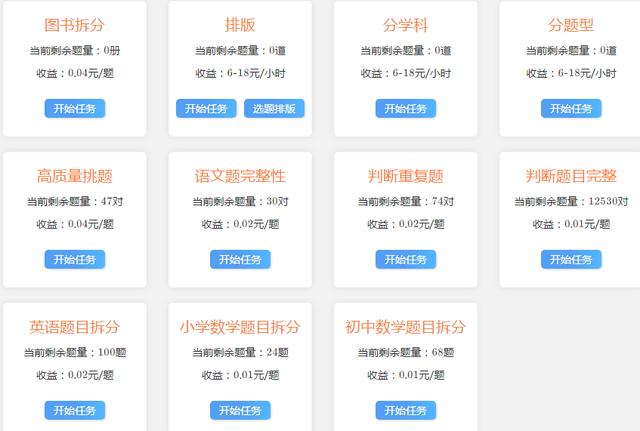 图书拆分
当前剩余题量：0册
收益：0.04元/题
开始任务
排版
当前剩余题量：0道
收益：6-18元/小时
开始任务 选题排版
分学科
当前剩余题量：0道
收益：6-18元/小时
开始任务
分题型
当前剩余题量：0道
收益：6-18元/小时
开始任务
高质量挑题
当前剩余题量：47对
收益：0.04元/题
开始任务
语文题完整性
当前剩余题量：30对
收益：0.02元/题
开始任务
判断重复题
当前剩余题量：74对
收益：0.02元/题
开始任务
判断题目完整
当前剩余题量：12530对
收益：0.01元/题
开始任务
英语题目拆分
当前剩余题量：100题
收益：0.02元/题
开始任务
小学数学题目拆分
当前剩余题量：24题
收益：0.01元/题
开始任务
初中数学题目拆分
当前剩余题量：68题
收益：0.01元/题
开始任务